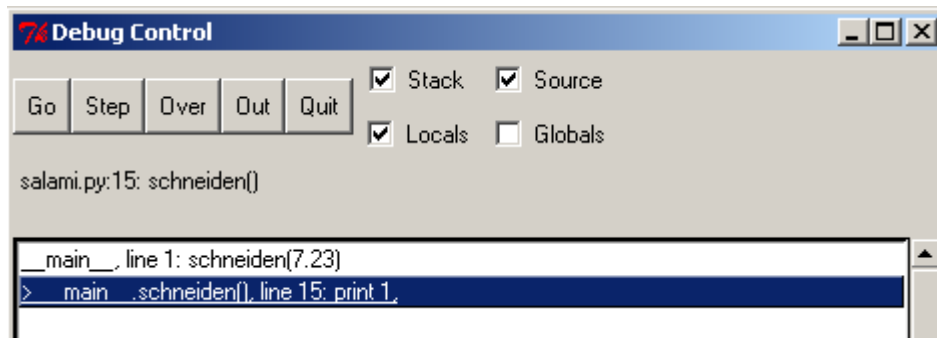 Debug Control
Go Step Over Out Quit
Stack Source
Locals Globals
salami.py:15: schneiden()
__main__, line 1: schneiden(7.23)
> __main__.schneiden(), line 15: print 1,